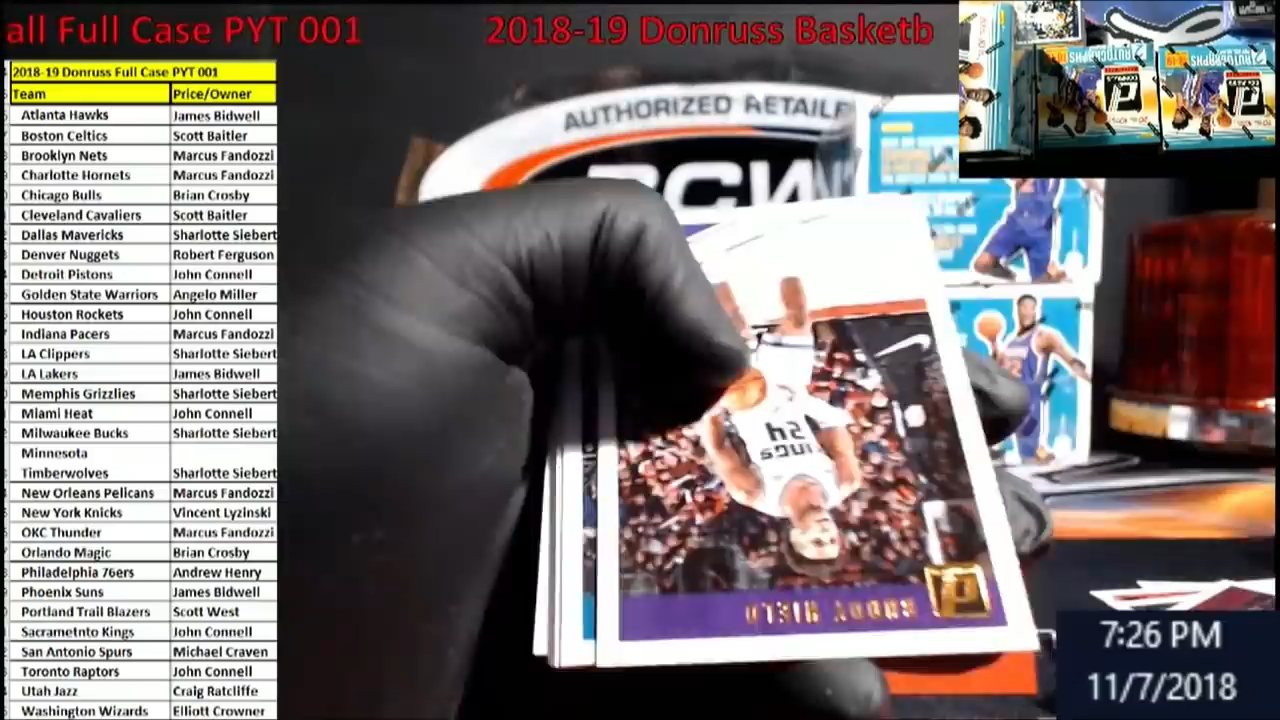 all Full Case PYT 001
2018-19 Donruss Basketb
2018-19 Donruss Full Case PYT 001
Team Price/Owner
Atlanta Hawks James Bidwell
Boston Celtics Scott Baitler
Brooklyn Nets Marcus Fandozzi
Charlotte Hornets Marcus Fandozzi
Chicago Bulls Brian Crosby
Cleveland Cavaliers Scott Baitler
Dallas Mavericks Sharlotte Siebert
Denver Nuggets Robert Ferguson
Detroit Pistons John Connell
Golden State Warriors Angelo Miller
Houston Rockets John Connell
Indiana Pacers Marcus Fandozzi
LA Clippers Sharlotte Siebert
LA Lakers James Bidwell
Memphis Grizzlies Sharlotte Siebert
Miami Heat John Connell
Milwaukee Bucks Sharlotte Siebert
Minnesota
Timberwolves Sharlotte Siebert
New Orleans Pelicans Marcus Fandozzi
New York Knicks Vincent Lyzinski
OKC Thunder Marcus Fandozzi
Orlando Magic Brian Crosby
Philadelphia 76ers Andrew Henry
Phoenix Suns James Bidwell
Portland Trail Blazers Scott West
Sacrametnto Kings John Connell
San Antonio Spurs Michael Craven
Toronto Raptors John Connell
Utah Jazz Craig Ratcliffe
Washington Wizards Elliott Crowner
AUTHORIZED RETAILE
BCW
AUTOGRAPHS
AUTOGRAPHS
54
BUDDY HIELD
7:26 PM
11/7/2018